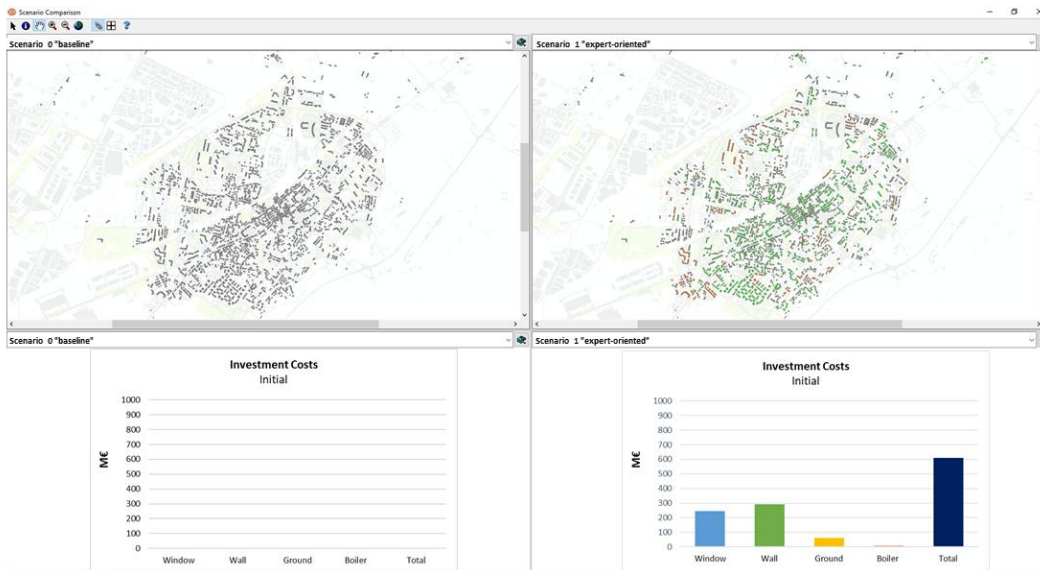 Scenario Comparison
Scenario 0 "baseline"
Scenario 1 "expert-oriented"
Scenario 0 "baseline"
Scenario 1 "expert-oriented"
Investment Costs
Initial
1000
900
800
700
600
500
400
300
200
100
0
M€
Window Wall Ground Boiler Total
Investment Costs
Initial
1000
900
800
700
600
500
400
300
200
100
0
M€
Window Wall Ground Boiler Total